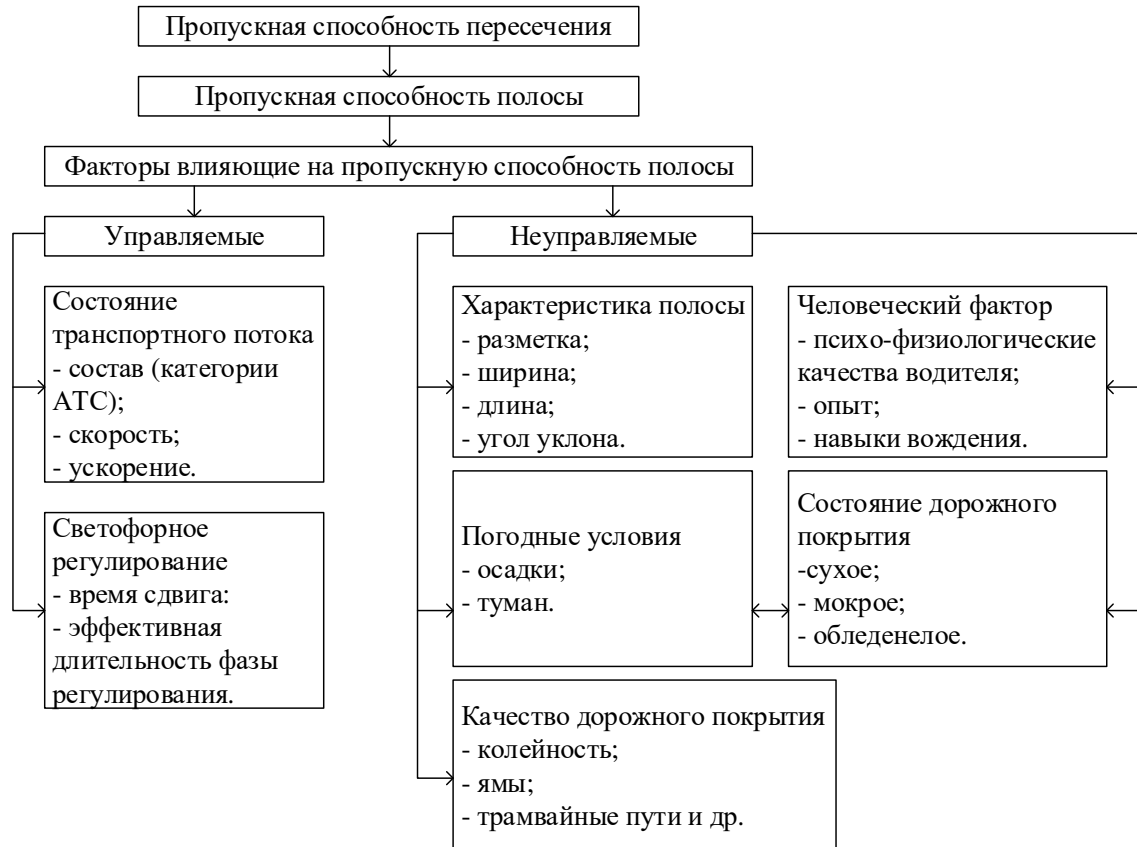 Пропускная способность пересечения
Пропускная способность полосы
Факторы влияющие на пропускную способность полосы
Управляемые
Состояние
транспортного потока
- состав (категории
АТС);
- скорость;
- ускорение.
Светофорное
регулирование
- время сдвига:
- эффективная
длительность фазы
регулирования.
Неуправляемые
Характеристика полосы
- разметка;
- ширина;
- длина;
- угол уклона.
Человеческий фактор
- психо-физиологические
качества водителя;
- опыт;
- навыки вождения.
Погодные условия
- осадки;
- туман.
Состояние дорожного
покрытия
-сухое;
- мокрое;
- обледенелое.
Качество дорожного покрытия
- колейность;
- ямы;
- трамвайные пути и др.